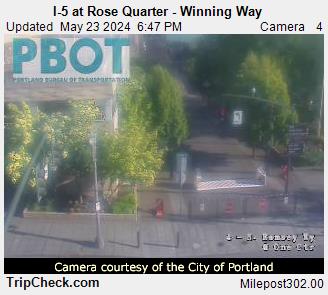 I-5 at Rose Quarter - Winning Way
Updated May 23 2024 6:47 PM Camera 4
PBOT
PORTLAND BUREAU OF TRANSPORTATION
Camera courtesy of the City of Portland
TripCheck.com Milepost302.00